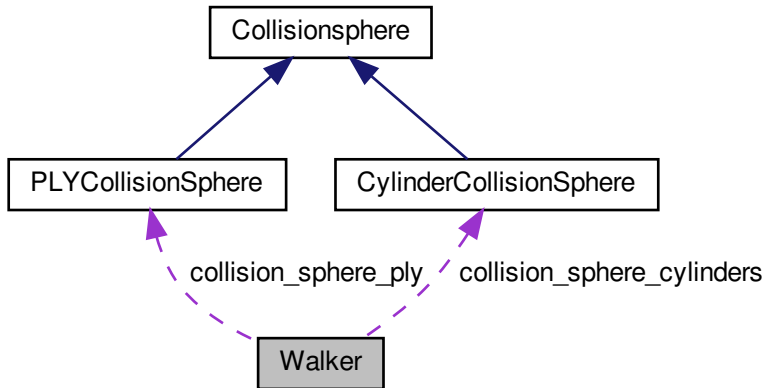 Collisionsphere
PLYCollisionSphere
CylinderCollisionSphere
collision_sphere_ply
collision_sphere_cylinders
Walker